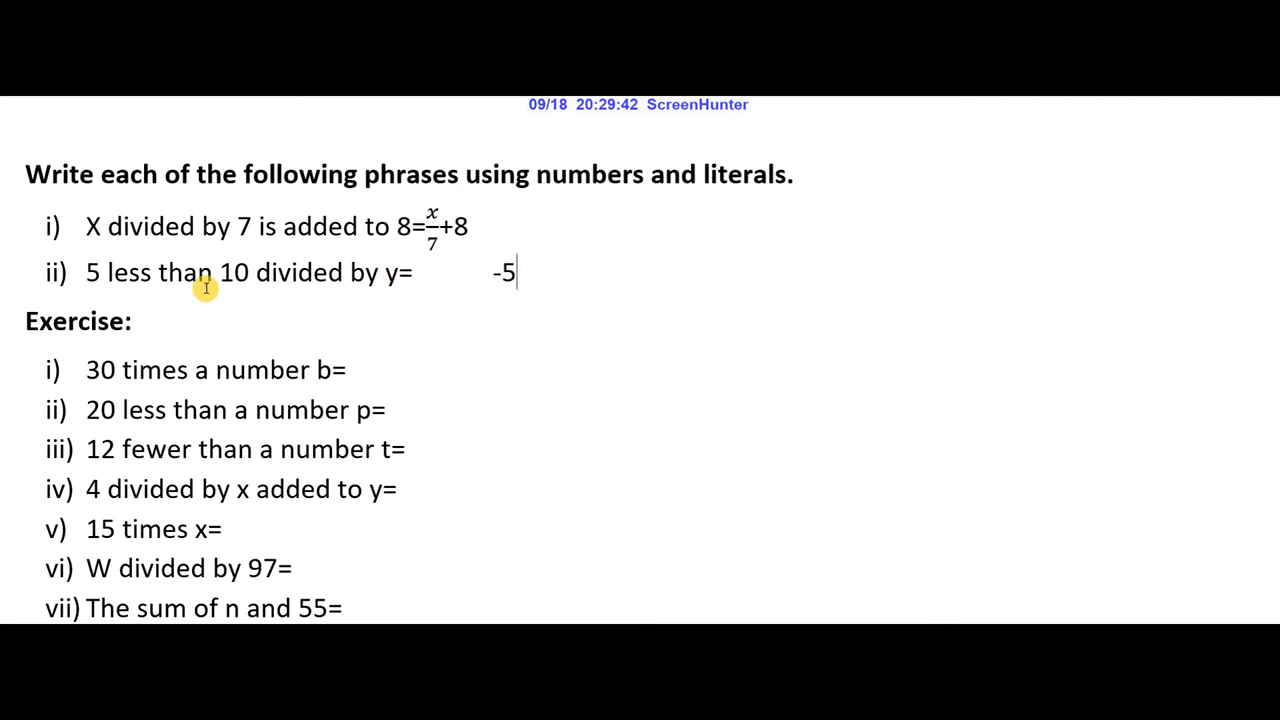 09/18 20:29:42 ScreenHunter
Write each of the following phrases using numbers and literals.
i) X divided by 7 is added to 8=x/7+8
ii) 5 less than 10 divided by y= -5
Exercise:
i) 30 times a number b=
ii) 20 less than a number p=
iii) 12 fewer than a number t=
iv) 4 divided by x added to y=
v) 15 times x=
vi) W divided by 97=
vii) The sum of n and 55=